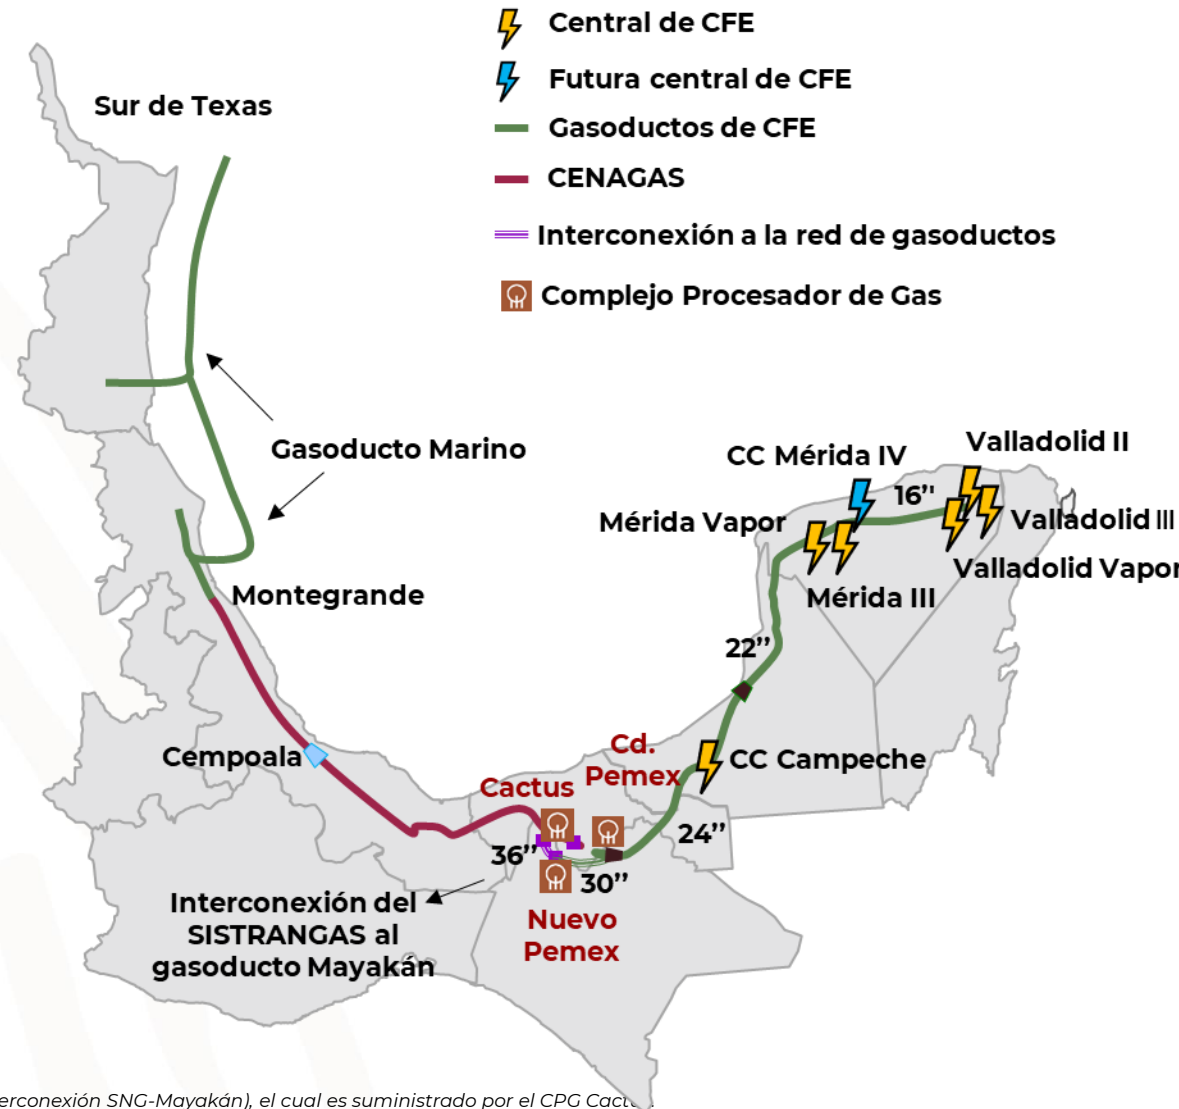 Central de CFE
Futura central de CFE
Sur de Texas
Gasoductos de CFE
CENAGAS
Interconexión a la red de gasoductos
Complejo Procesador de Gas
Gasoducto Marino
Valladolid II
CC Mérida IV
16''
Mérida Vapor
Valladolid III
Valladolid Vapor
Montegrande
Mérida III
22’’
Cempoala
Cd.
Pemex
CC Campeche
Cactus
24’’
36’’
30’’
Interconexión del
SISTRANGAS al
gasoducto Mayakán
Nuevo
Pemex
erconexión SNG-Mayakán), el cual es suministrado por el CPG Cactus.